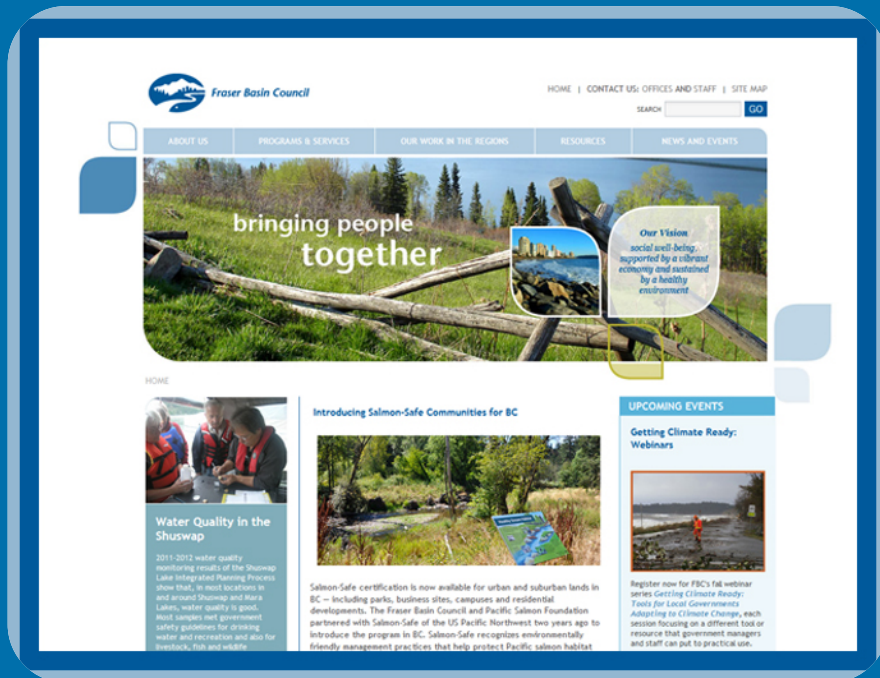 Fraser Basin Council
HOME | CONTACT US: OFFICES AND STAFF | SITE MAP
SEARCH
GO
ABOUT US
PROGRAMS & SERVICES
OUR WORK IN THE REGIONS
RESOURCES
NEWS AND EVENTS
bringing people
together
Our Vision
social well-being
supported by a vibrant
economy and sustained
by a healthy
environment
HOME
Water Quality in the
Shuswap
2011-2012 water quality
monitoring results of the Shuswap
Lake Integrated Planning Process
show that, in most locations in
and around Shuswap and Mara
Lakes, water quality is good.
Most samples met government
safety guidelines for drinking
water and recreation and also for
livestock, fish and wildlife
Introducing Salmon-Safe Communities for BC
Salmon-Safe certification is now available for urban and suburban lands in
BC — including parks, business sites, campuses and residential
developments. The Fraser Basin Council and Pacific Salmon Foundation
partnered with Salmon-Safe of the US Pacific Northwest two years ago to
introduce the program in BC. Salmon-Safe recognizes environmentally
friendly management practices that help protect Pacific salmon habitat
UPCOMING EVENTS
Getting Climate Ready:
Webinars
Register now for FBC's fall webinar
series Getting Climate Ready:
Tools for Local Governments
Adapting to Climate Change, each
session focusing on a different tool or
resource that government managers
and staff can put to practical use.